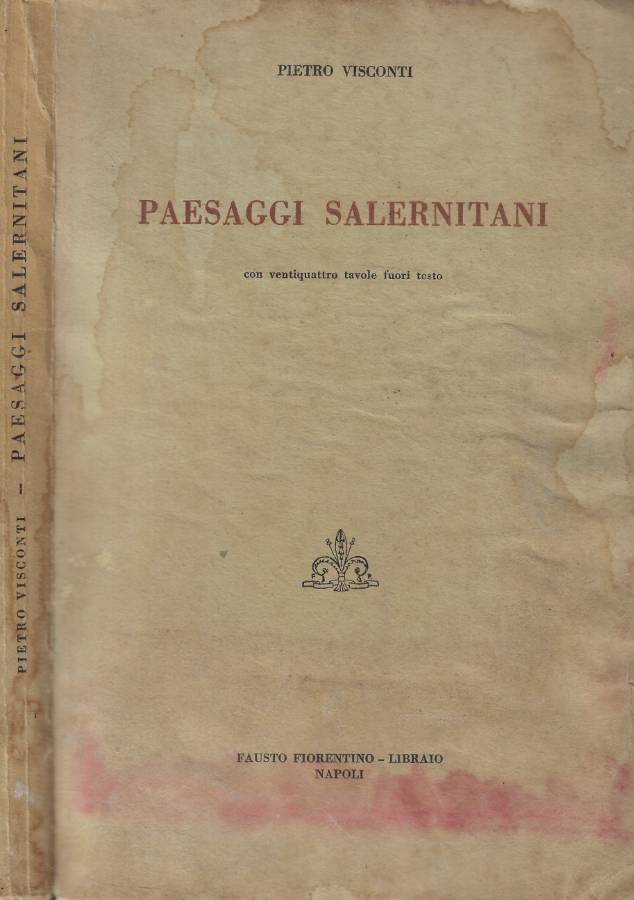 PIETRO VISCONTI
PAESAGGI SALERNITANI
con ventiquattro tavole fuori testo
FAUSTO FIORENTINO – LIBRAIO
NAPOLI
PIETRO VISCONTI – PAESAGGI SALERNITANI